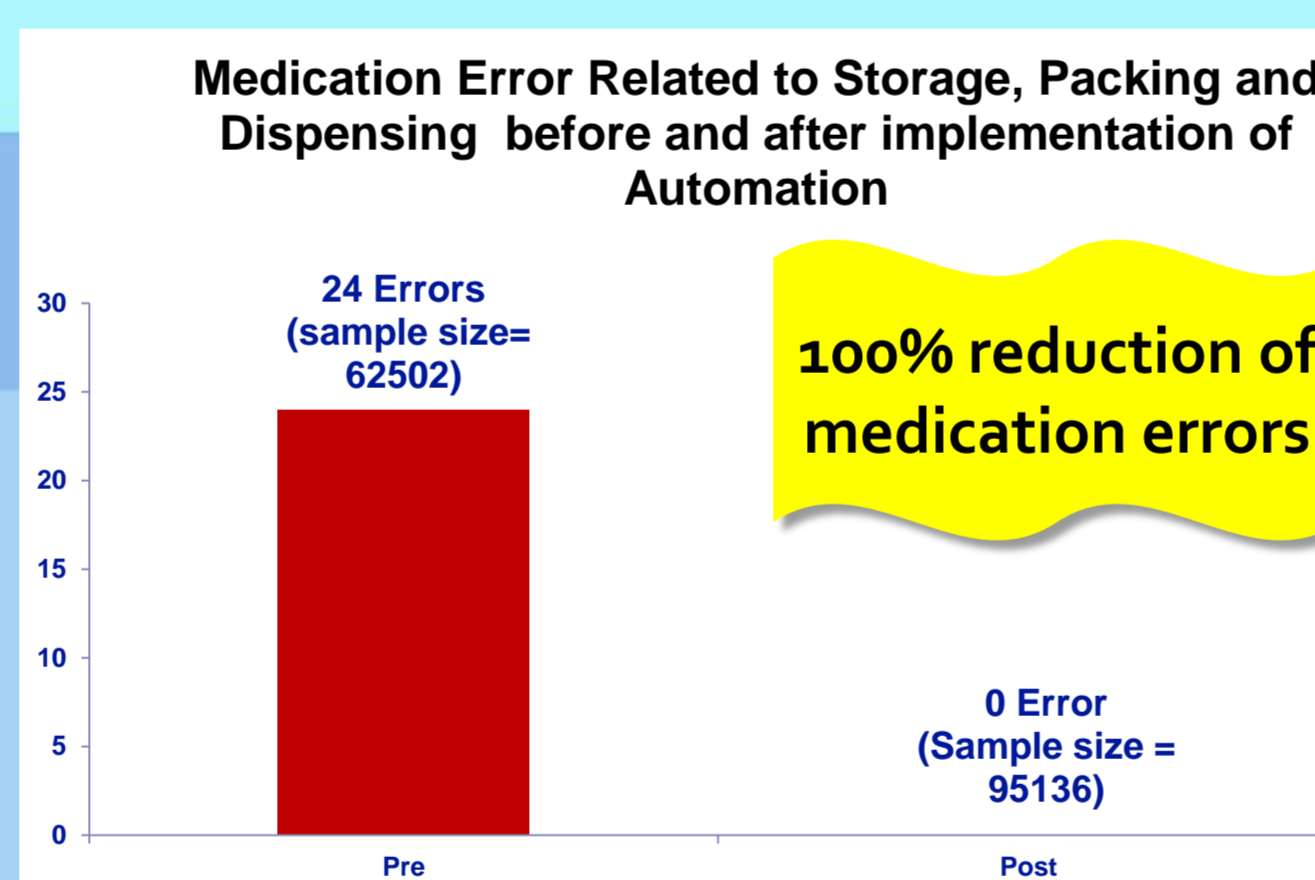 Medication Error Related to Storage, Packing and
Dispensing before and after implementation of
Automation
24 Errors
(sample size=
62502)
100% reduction of
medication errors
0 Error
(Sample size =
95136)
30
25
20
15
10
5
0
Pre
Post